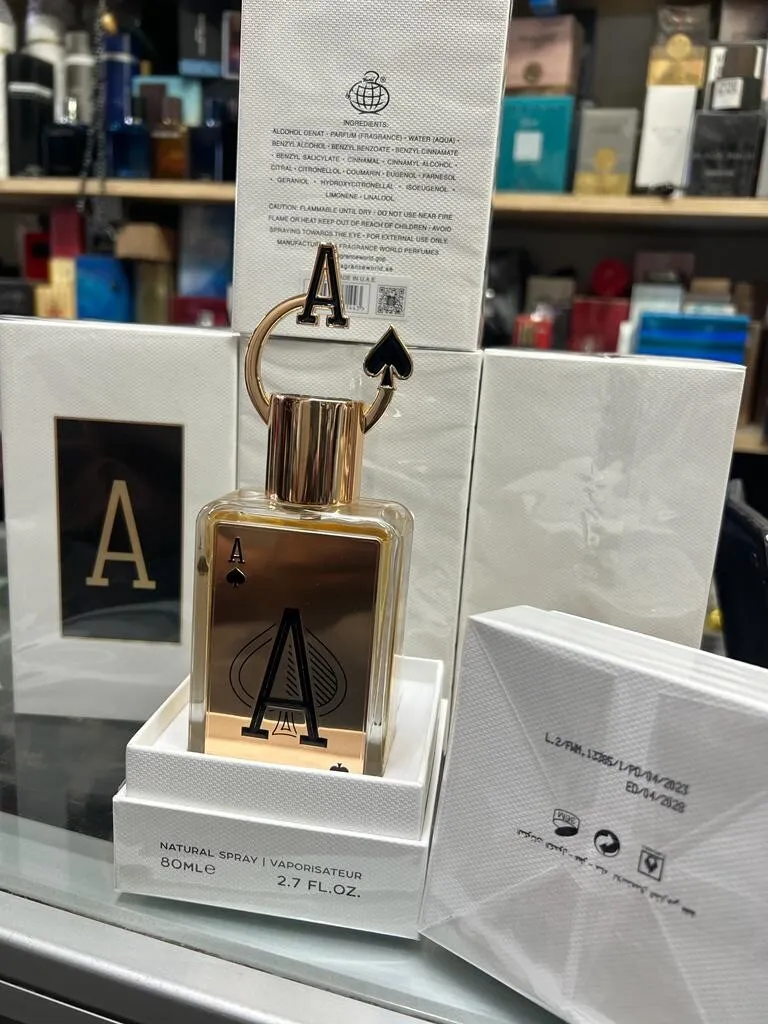 INGREDIENTS:
ALCOHOL DENAT • PARFUM (FRAGRANCE) • WATER (AQUA) •
BENZYL ALCOHOL • BENZYL BENZOATE • BENZYL CINNAMATE
• BENZYL SALICYLATE • CINNAMAL • CINNAMYL ALCOHOL •
CITRAL • CITRONELLOL • COUMARIN • EUGENOL • FARNESOL
• GERANIOL • HYDROXYCITRONELLAL • ISOEUGENOL •
LIMONENE • LINALOOL
CAUTION: FLAMMABLE UNTIL DRY • DO NOT USE NEAR FIRE
FLAME OR HEAT KEEP OUT OF REACH OF CHILDREN • AVOID
SPRAYING TOWARDS THE EYE • FOR EXTERNAL USE ONLY
FRAGRANCE WORLD PERFUMES
MADE IN U.A.E
A
A
A
A
NATURAL SPRAY | VAPORISATEUR
80MLe
2.7 FL.OZ.
L.2/FWM.13385/1/PD/04/2023
ED/04/2028